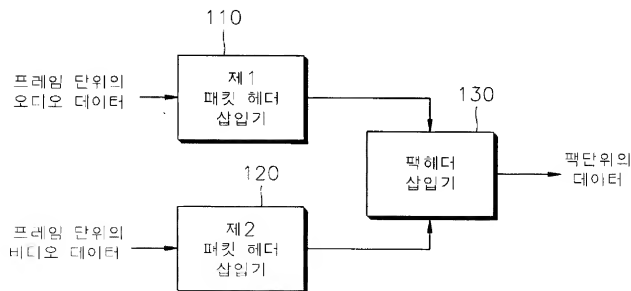 110
프레임 단위의
오디오 데이터
제1
패킷 헤더
삽입기
130
팩헤더
삽입기
팩단위의
데이터
120
프레임 단위의
비디오 데이터
제2
패킷 헤더
삽입기